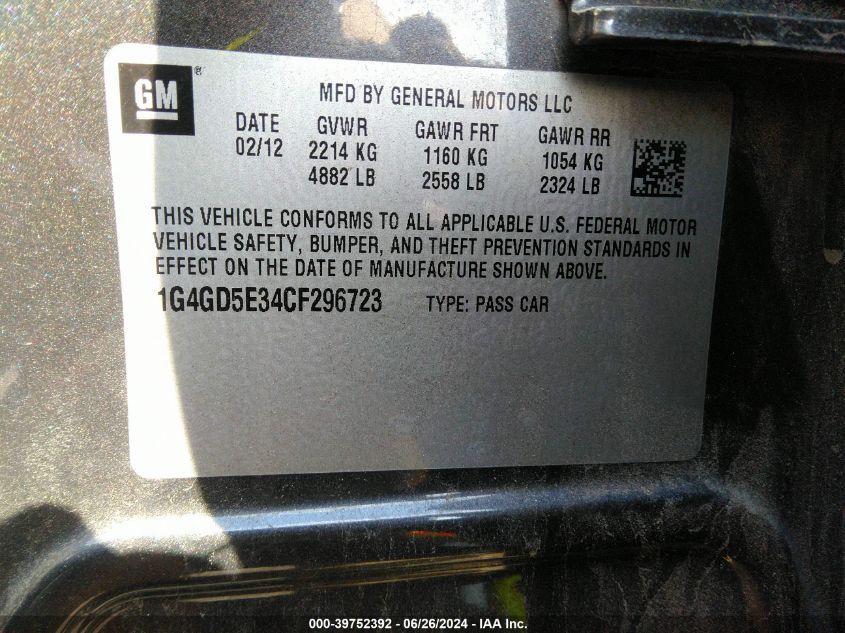 GM®
MFD BY GENERAL MOTORS LLC
DATE GVWR GAWR FRT GAWR RR
02/12 2214 KG 1160 KG 1054 KG
4882 LB 2558 LB 2324 LB
THIS VEHICLE CONFORMS TO ALL APPLICABLE U.S. FEDERAL MOTOR
VEHICLE SAFETY, BUMPER, AND THEFT PREVENTION STANDARDS IN
EFFECT ON THE DATE OF MANUFACTURE SHOWN ABOVE.
1G4GD5E34CF296723 TYPE: PASS CAR
000-39752392 - 06/26/2024 - IAA Inc.